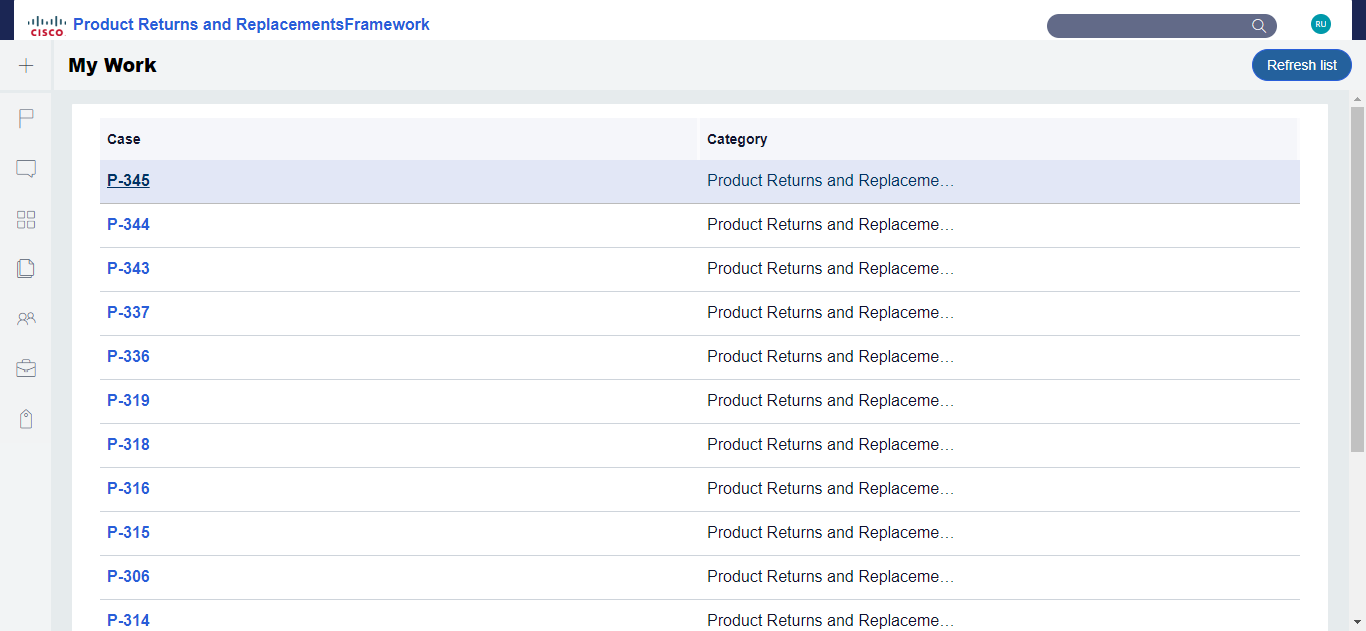 CISCO Product Returns and ReplacementsFramework
RU
My Work
Refresh list
Case Category
P-345 Product Returns and Replaceme…
P-344 Product Returns and Replaceme…
P-343 Product Returns and Replaceme…
P-337 Product Returns and Replaceme…
P-336 Product Returns and Replaceme…
P-319 Product Returns and Replaceme…
P-318 Product Returns and Replaceme…
P-316 Product Returns and Replaceme…
P-315 Product Returns and Replaceme…
P-306 Product Returns and Replaceme…
P-314 Product Returns and Replaceme…